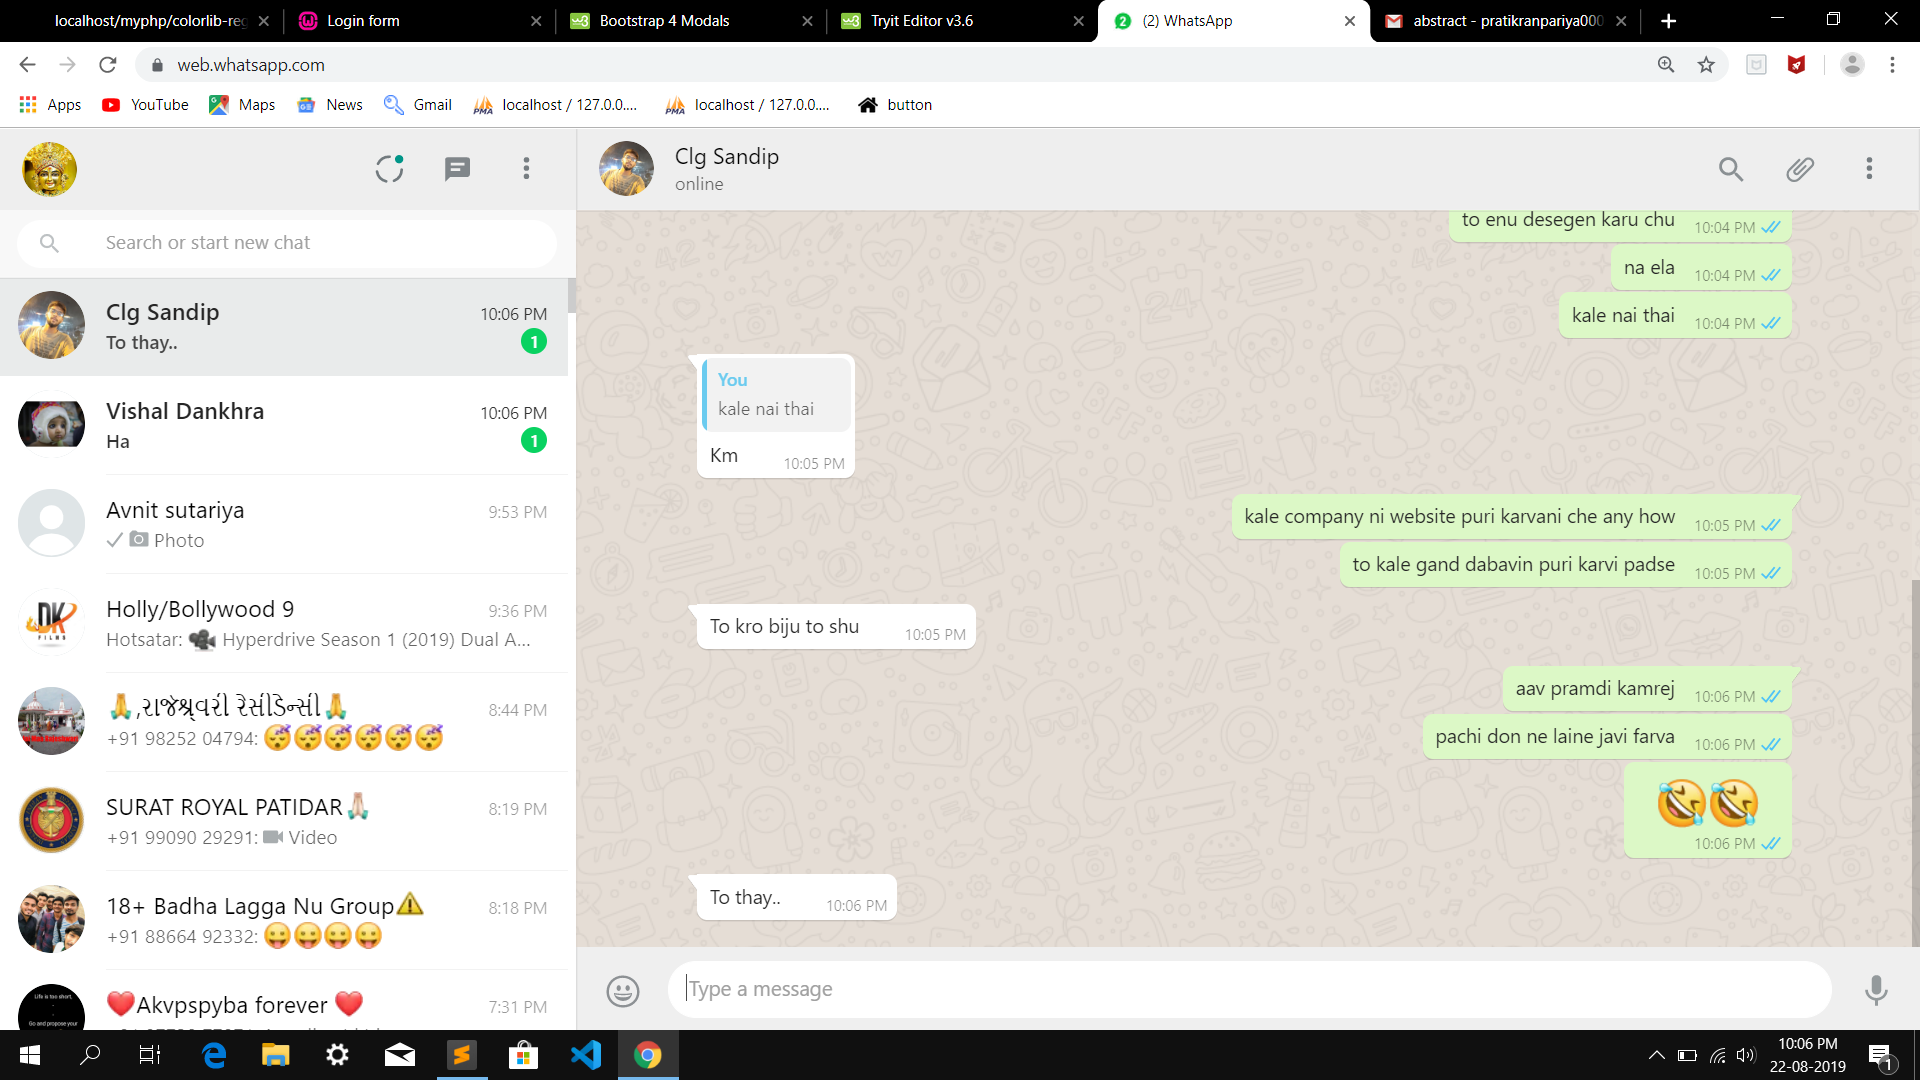 localhost/myphp/colorlib-reg
Login form
Bootstrap 4 Modals
Tryit Editor v3.6
(2) WhatsApp
abstract - pratikranpariya000
web.whatsapp.com
Apps
YouTube
Maps
News
Gmail
localhost / 127.0.0....
localhost / 127.0.0....
button
Search or start new chat
Clg Sandip
10:06 PM
To thay..
1
Vishal Dankhra
10:06 PM
Ha
1
Avnit sutariya
9:53 PM
Photo
Holly/Bollywood 9
9:36 PM
Hotsatar: 🎥 Hyperdrive Season 1 (2019) Dual A...
🙏,રાજેશ્ર્વરી રેસીડેન્સી🙏
8:44 PM
+91 98252 04794: 😴😴😴😴😴😴
SURAT ROYAL PATIDAR🙏🏻
8:19 PM
+91 99090 29291: Video
18+ Badha Lagga Nu Group⚠️
8:18 PM
+91 88664 92332: 😛😛😛😛
❤️Akvpspyba forever ❤️
7:31 PM
Clg Sandip
online
to enu desegen karu chu
10:04 PM
na ela
10:04 PM
kale nai thai
10:04 PM
You
kale nai thai
Km
10:05 PM
kale company ni website puri karvani che any how
10:05 PM
to kale gand dabavin puri karvi padse
10:05 PM
To kro biju to shu
10:05 PM
aav pramdi kamrej
10:06 PM
pachi don ne laine javi farva
10:06 PM
🤣🤣
10:06 PM
To thay..
10:06 PM
Type a message
10:06 PM
22-08-2019
1